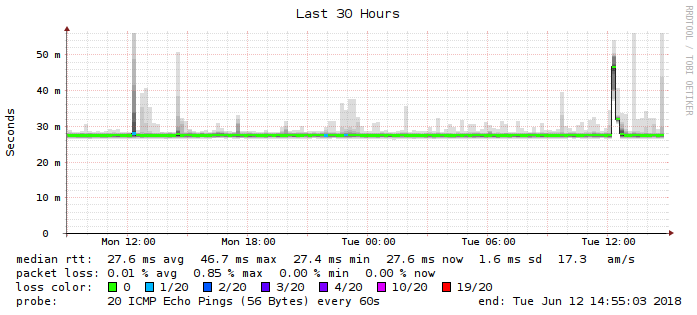 Last 30 Hours
RRDTOOL / TOBI OETIKER
Seconds
50 m
40 m
30 m
20 m
10 m
0
Mon 12:00 Mon 18:00 Tue 00:00 Tue 06:00 Tue 12:00
median rtt: 27.6 ms avg 46.7 ms max 27.4 ms min 27.6 ms now 1.6 ms sd 17.3 am/s
packet loss: 0.01 % avg 0.85 % max 0.00 % min 0.00 % now
loss color: 0 1/20 2/20 3/20 4/20 10/20 19/20
probe: 20 ICMP Echo Pings (56 Bytes) every 60s end: Tue Jun 12 14:55:03 2018